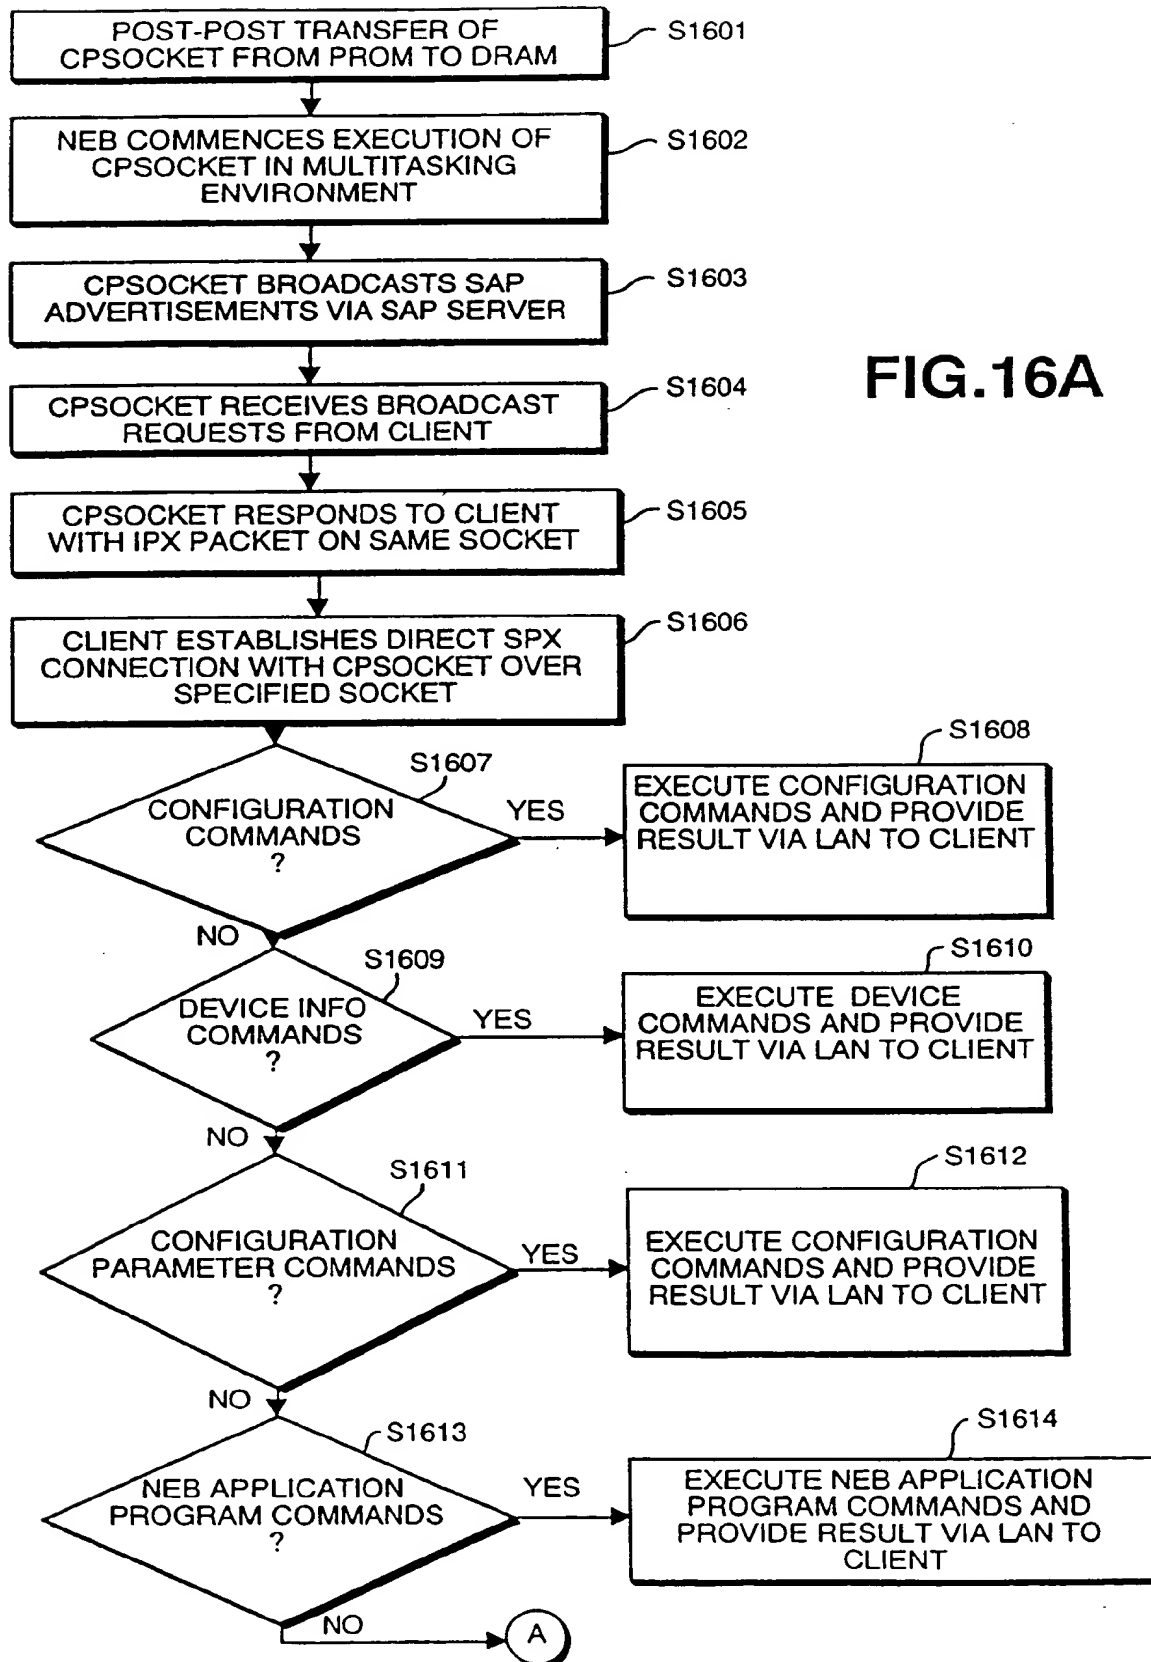 POST-POST TRANSFER OF
CPSOCKET FROM PROM TO DRAM
S1601
NEB COMMENCES EXECUTION OF
CPSOCKET IN MULTITASKING
ENVIRONMENT
S1602
CPSOCKET BROADCASTS SAP
ADVERTISEMENTS VIA SAP SERVER
S1603
FIG.16A
CPSOCKET RECEIVES BROADCAST
REQUESTS FROM CLIENT
S1604
CPSOCKET RESPONDS TO CLIENT
WITH IPX PACKET ON SAME SOCKET
S1605
CLIENT ESTABLISHES DIRECT SPX
CONNECTION WITH CPSOCKET OVER
SPECIFIED SOCKET
S1606
S1607
CONFIGURATION
COMMANDS
?
YES
S1608
EXECUTE CONFIGURATION
COMMANDS AND PROVIDE
RESULT VIA LAN TO CLIENT
NO
S1609
DEVICE INFO
COMMANDS
?
YES
S1610
EXECUTE DEVICE
COMMANDS AND PROVIDE
RESULT VIA LAN TO CLIENT
NO
S1611
CONFIGURATION
PARAMETER COMMANDS
?
YES
S1612
EXECUTE CONFIGURATION
COMMANDS AND PROVIDE
RESULT VIA LAN TO CLIENT
NO
S1613
NEB APPLICATION
PROGRAM COMMANDS
?
YES
S1614
EXECUTE NEB APPLICATION
PROGRAM COMMANDS AND
PROVIDE RESULT VIA LAN TO
CLIENT
NO
A